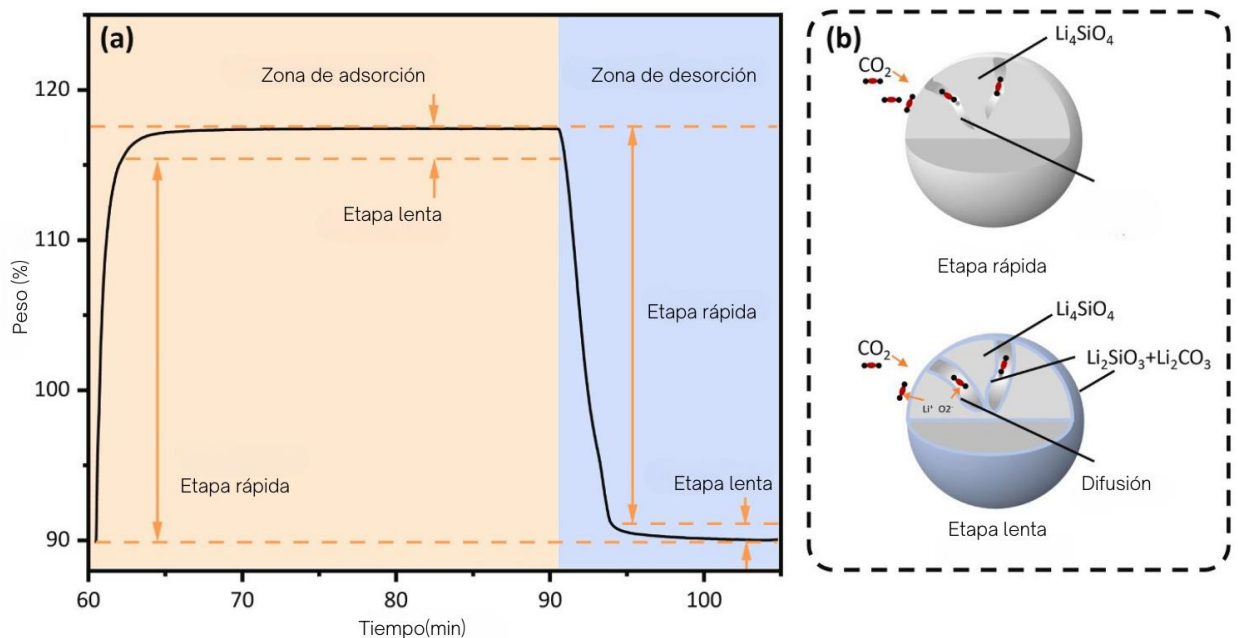 (a)
Zona de adsorción
Zona de desorción
120
110
100
90
Etapa lenta
Etapa rápida
Etapa rápida
Etapa lenta
Peso (%)
60
70
80
90
100
Tiempo(min)
(b)
Li₄SiO₄
CO₂
Etapa rápida
Li₄SiO₄
CO₂
Li₂SiO₃+Li₂CO₃
Li⁺ O2⁻
Difusión
Etapa lenta